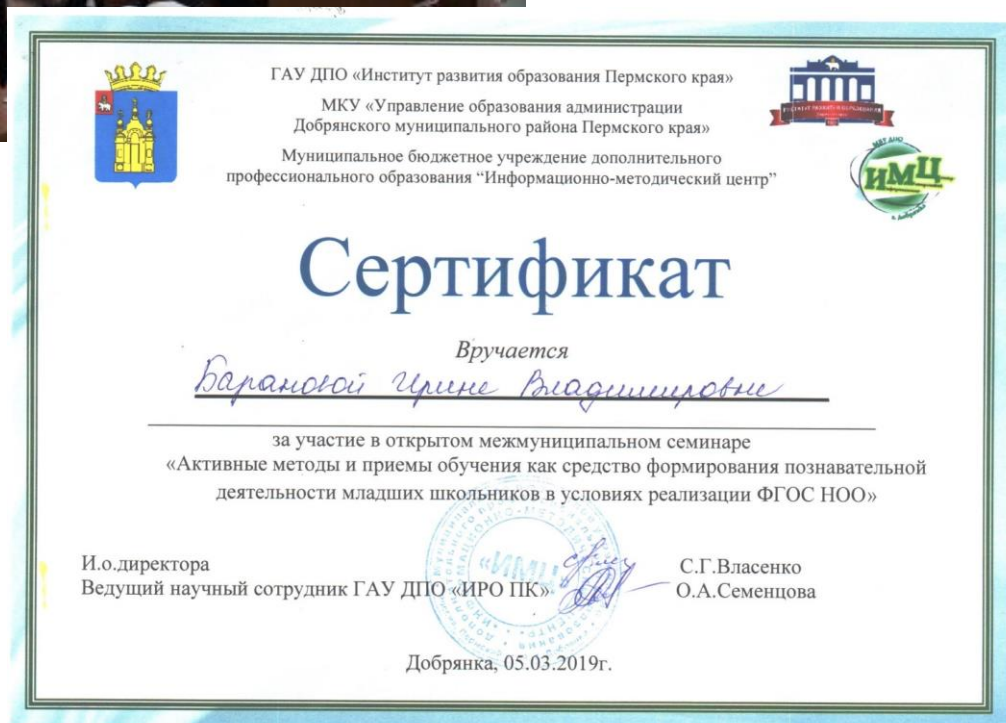 ГАУ ДПО «Институт развития образования Пермского края»
МКУ «Управление образования администрации
Добрянского муниципального района Пермского края»
Муниципальное бюджетное учреждение дополнительного
профессионального образования “Информационно-методический центр”
ИМЦ
Сертификат
Вручается
Барановой Ирине Владимировне
за участие в открытом межмуниципальном семинаре
«Активные методы и приемы обучения как средство формирования познавательной
деятельности младших школьников в условиях реализации ФГОС НОО»
«ИМЦ»
И.о.директора С.Г.Власенко
Ведущий научный сотрудник ГАУ ДПО «ИРО ПК» О.А.Семенцова
Добрянка, 05.03.2019г.